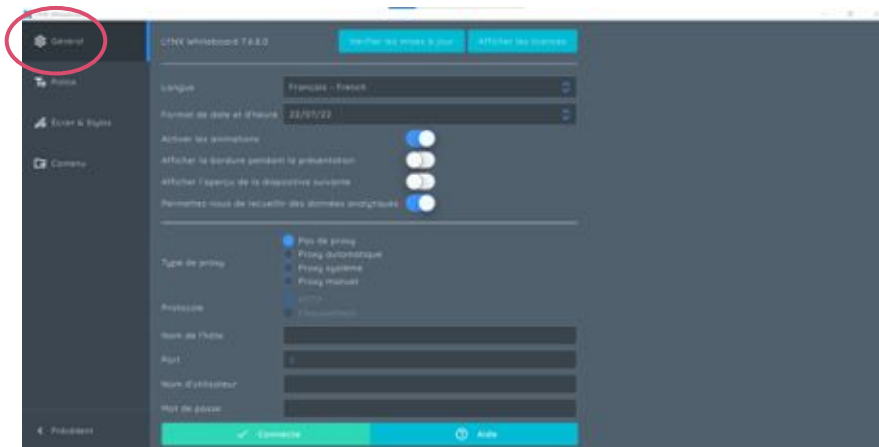 Général
LYNX Whiteboard 7.6.8.0
Vérifier les mises à jour
Afficher les licences
Police
Langue
Français - French
Format de date et d'heure
22/07/22
Écran & Styles
Activer les animations
Afficher la bordure pendant la présentation
Contenu
Afficher l'aperçu de la diapositive suivante
Permettez-nous de recueillir des données analytiques
Type de proxy
Pas de proxy
Proxy automatique
Proxy système
Proxy manuel
Protocole
HTTP
Nom de l'hôte
Port
Nom d'utilisateur
Mot de passe
Précédent
Connecte
Aide